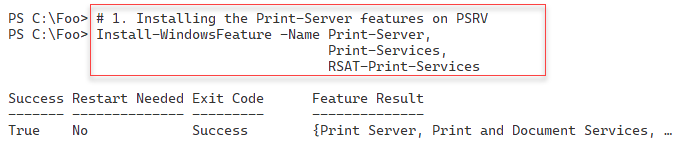 PS C:\Foo> # 1. Installing the Print-Server features on PSRV
PS C:\Foo> Install-WindowsFeature -Name Print-Server,
Print-Services,
RSAT-Print-Services
Success Restart Needed Exit Code      Feature Result
------- -------------- ---------      --------------
True    No             Success        {Print Server, Print and Document Services, …